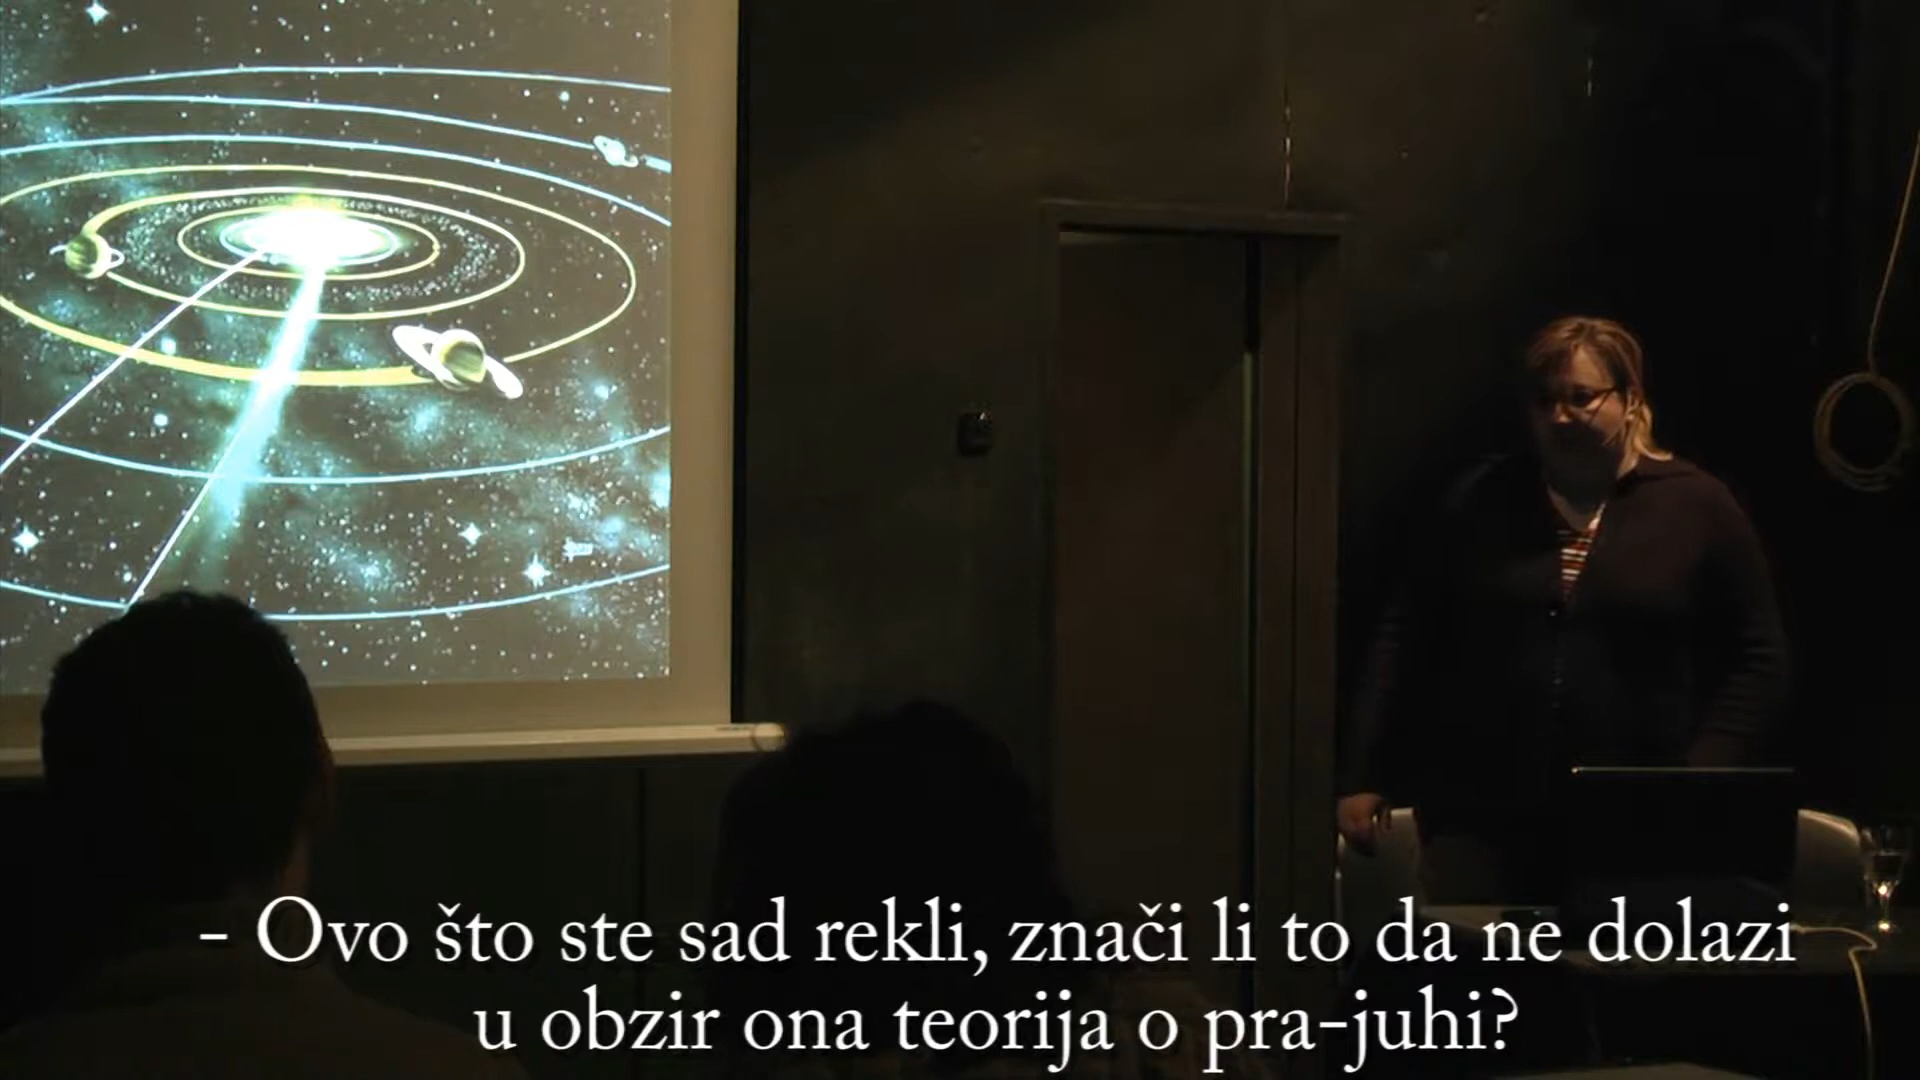 - Ovo što ste sad rekli, znači li to da ne dolazi
u obzir ona teorija o pra-juhi?